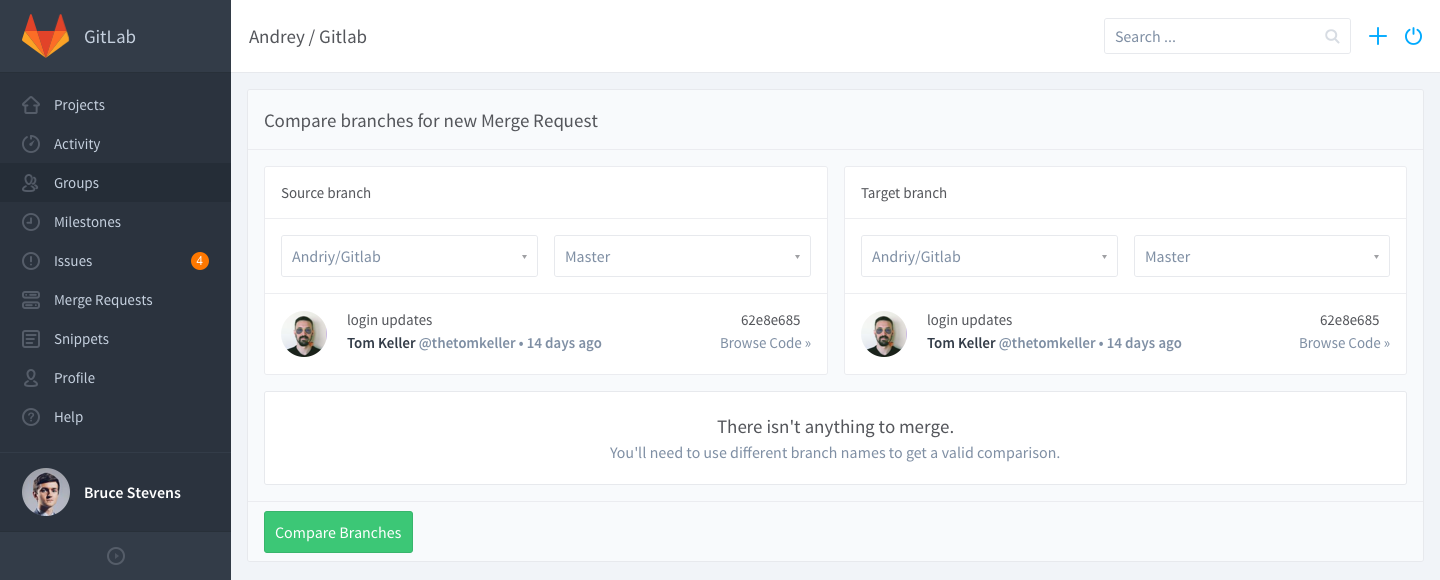 GitLab
Andrey / Gitlab
Search ...
Projects
Activity
Groups
Milestones
Issues 4
Merge Requests
Snippets
Profile
Help
Bruce Stevens
Compare branches for new Merge Request
Source branch
Andriy/Gitlab Master
login updates 62e8e685
Tom Keller @thetomkeller • 14 days ago Browse Code »
Target branch
Andriy/Gitlab Master
login updates 62e8e685
Tom Keller @thetomkeller • 14 days ago Browse Code »
There isn't anything to merge.
You'll need to use different branch names to get a valid comparison.
Compare Branches